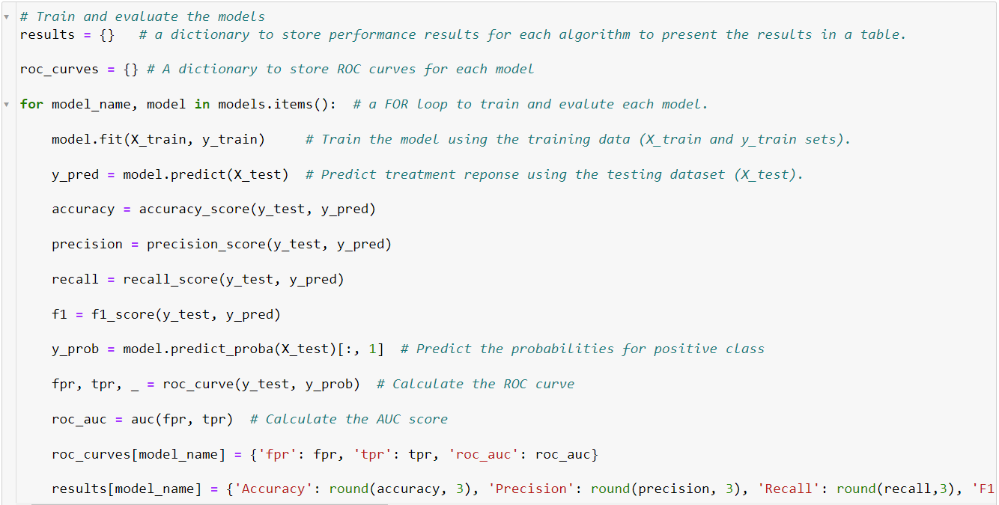 # Train and evaluate the models
results = {}   # a dictionary to store performance results for each algorithm to present the results in a table.
roc_curves = {} # A dictionary to store ROC curves for each model
for model_name, model in models.items():  # a FOR loop to train and evalute each model.
    model.fit(X_train, y_train)     # Train the model using the training data (X_train and y_train sets).
    y_pred = model.predict(X_test)  # Predict treatment reponse using the testing dataset (X_test).
    accuracy = accuracy_score(y_test, y_pred)
    precision = precision_score(y_test, y_pred)
    recall = recall_score(y_test, y_pred)
    f1 = f1_score(y_test, y_pred)
    y_prob = model.predict_proba(X_test)[:, 1]  # Predict the probabilities for positive class
    fpr, tpr, _ = roc_curve(y_test, y_prob)  # Calculate the ROC curve
    roc_auc = auc(fpr, tpr)  # Calculate the AUC score
    roc_curves[model_name] = {'fpr': fpr, 'tpr': tpr, 'roc_auc': roc_auc}
    results[model_name] = {'Accuracy': round(accuracy, 3), 'Precision': round(precision, 3), 'Recall': round(recall,3), 'F1